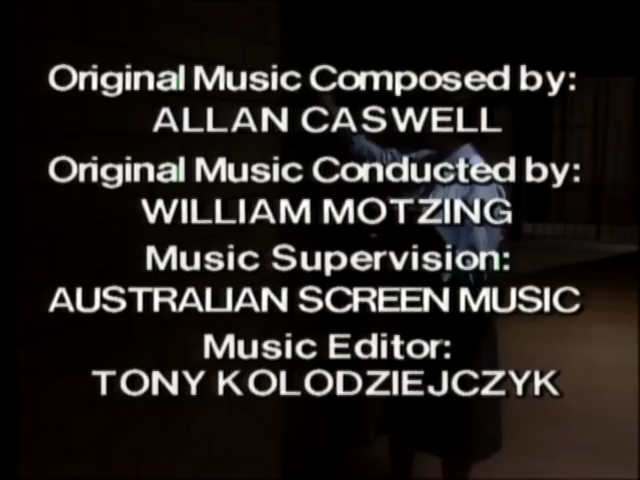 Original Music Composed by:
ALLAN CASWELL
Original Music Conducted by:
WILLIAM MOTZING
Music Supervision:
AUSTRALIAN SCREEN MUSIC
Music Editor:
TONY KOLODZIEJCZYK